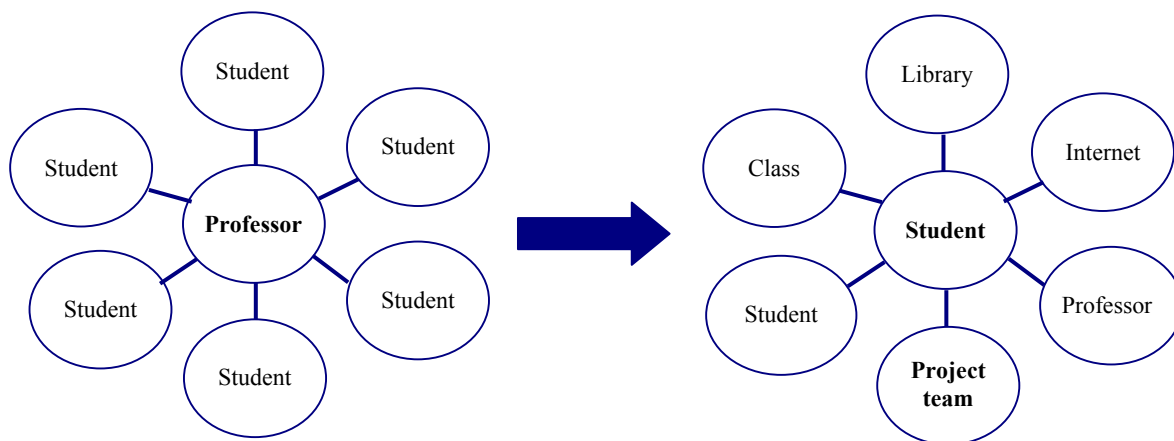 Student
Student
Student
Professor
Student
Student
Student
Library
Class
Internet
Student
Student
Professor
Project
team